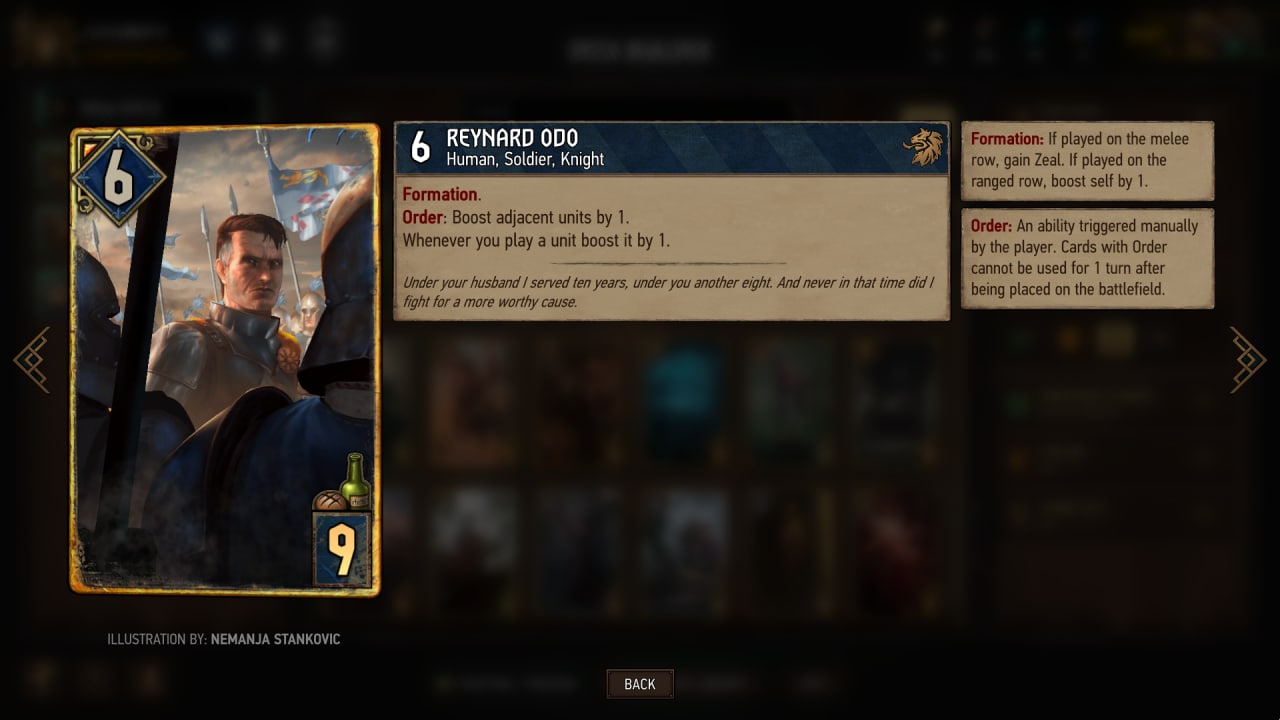 6
9
6 REYNARD ODO
Human, Soldier, Knight
Formation.
Order: Boost adjacent units by 1.
Whenever you play a unit boost it by 1.
Under your husband I served ten years, under you another eight. And never in that time did I
fight for a more worthy cause.
Formation: If played on the melee
row, gain Zeal. If played on the
ranged row, boost self by 1.
Order: An ability triggered manually
by the player. Cards with Order
cannot be used for 1 turn after
being placed on the battlefield.
ILLUSTRATION BY: NEMANJA STANKOVIC
BACK